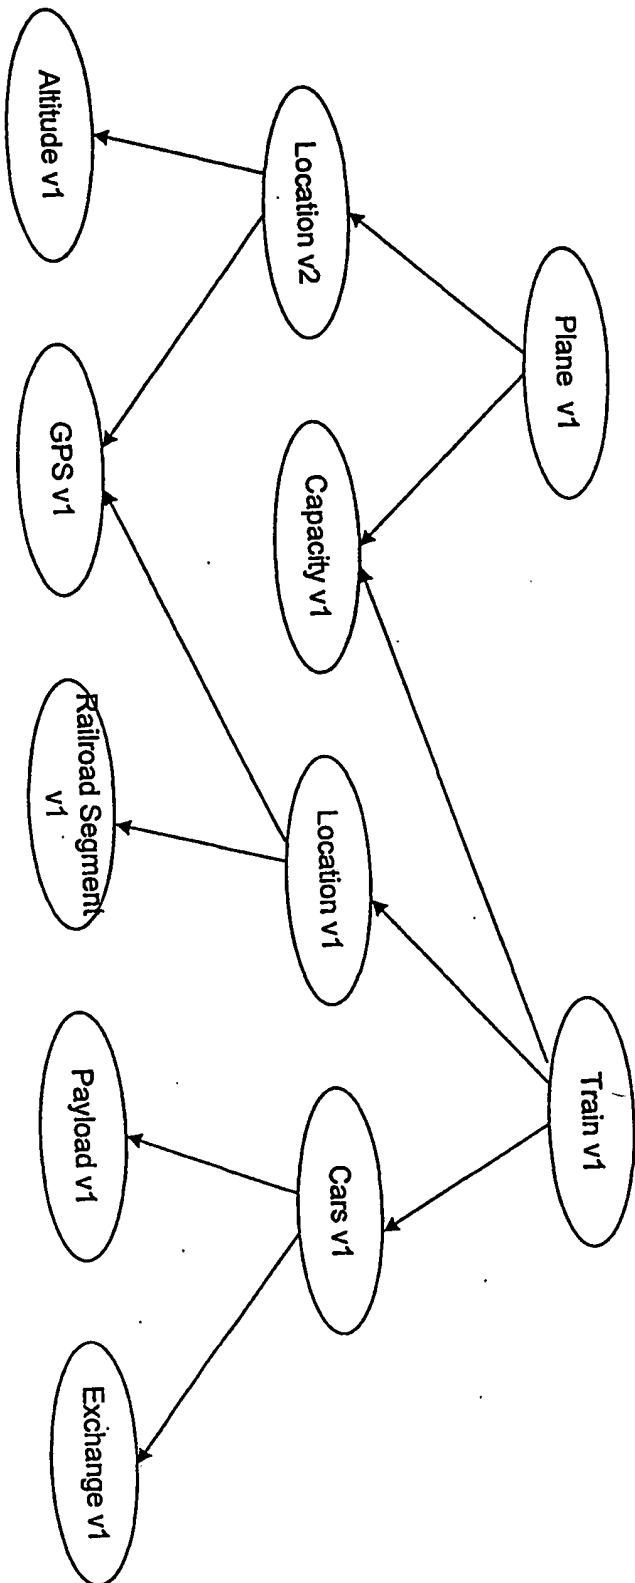 Plane v1
Train v1
Location v2
Capacity v1
Location v1
Cars v1
Altitude v1
GPS v1
Railroad Segment
v1
Payload v1
Exchange v1